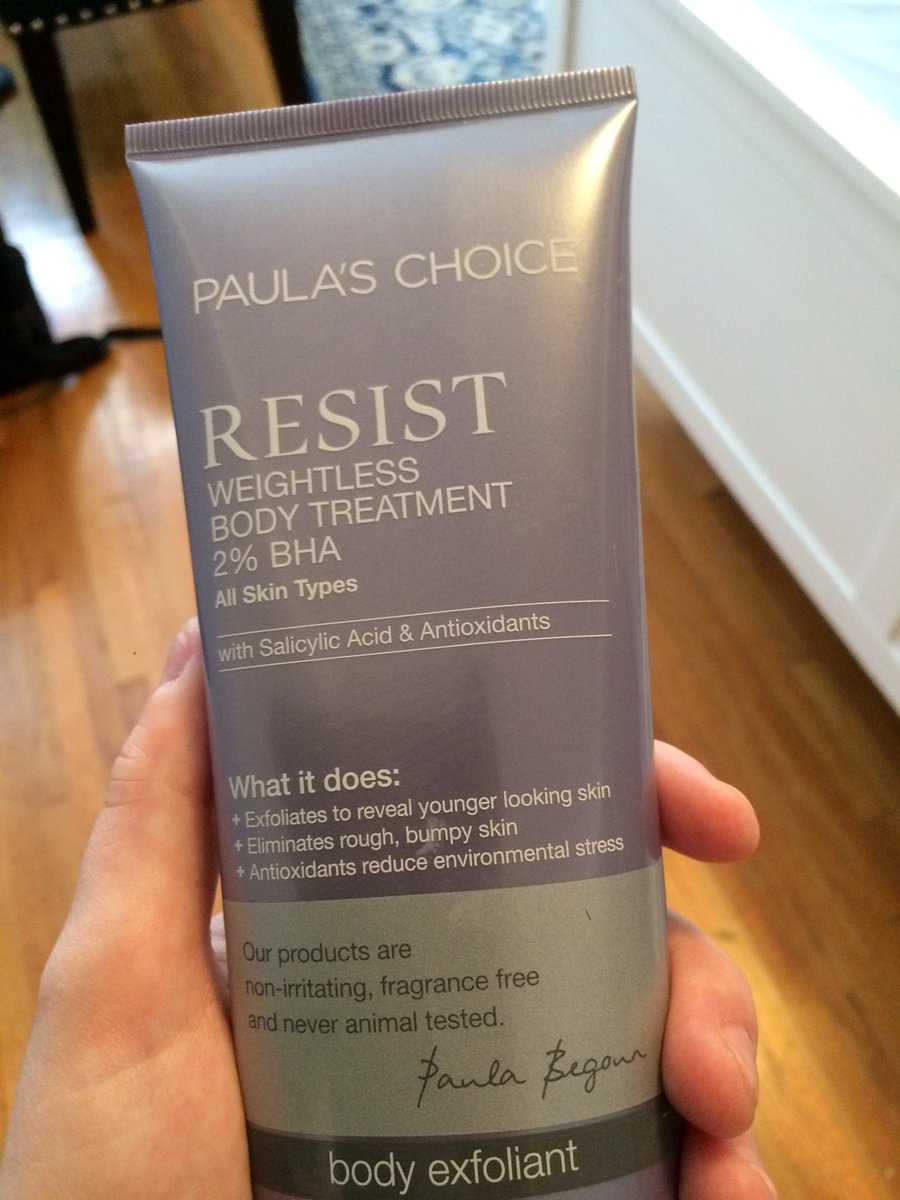 PAULA'S CHOICE
RESIST
WEIGHTLESS
BODY TREATMENT
2% BHA
All Skin Types
with Salicylic Acid & Antioxidants
What it does:
+ Exfoliates to reveal younger looking skin
+ Eliminates rough, bumpy skin
+ Antioxidants reduce environmental stress
Our products are
non-irritating, fragrance free
and never animal tested.
Paula Begoun
body exfoliant